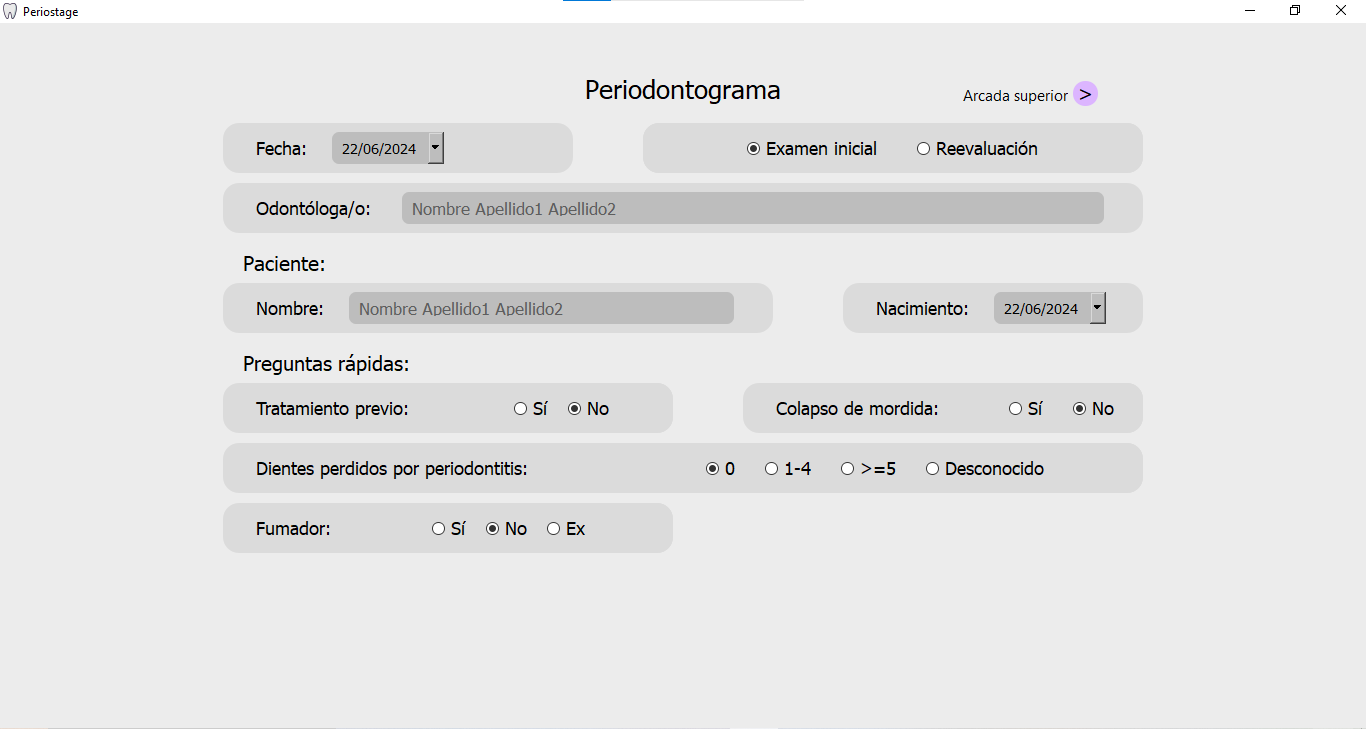 Periostage
Periodontograma
Arcada superior >
Fecha: 22/06/2024
Examen inicial Reevaluación
Odontóloga/o: Nombre Apellido1 Apellido2
Paciente:
Nombre: Nombre Apellido1 Apellido2
Nacimiento: 22/06/2024
Preguntas rápidas:
Tratamiento previo: Sí No
Colapso de mordida: Sí No
Dientes perdidos por periodontitis: 0 1-4 >=5 Desconocido
Fumador: Sí No Ex